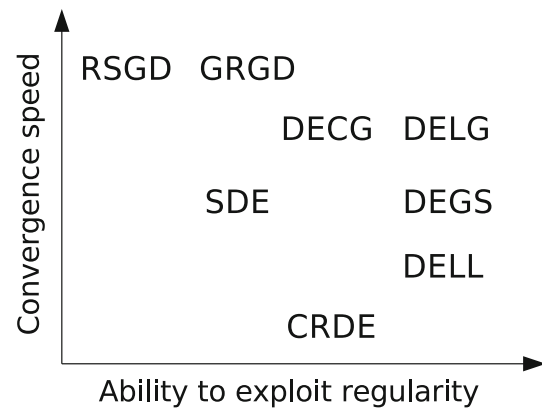 Convergence speed
RSGD GRGD
DECG DELG
SDE DEGS
DELL
CRDE
Ability to exploit regularity